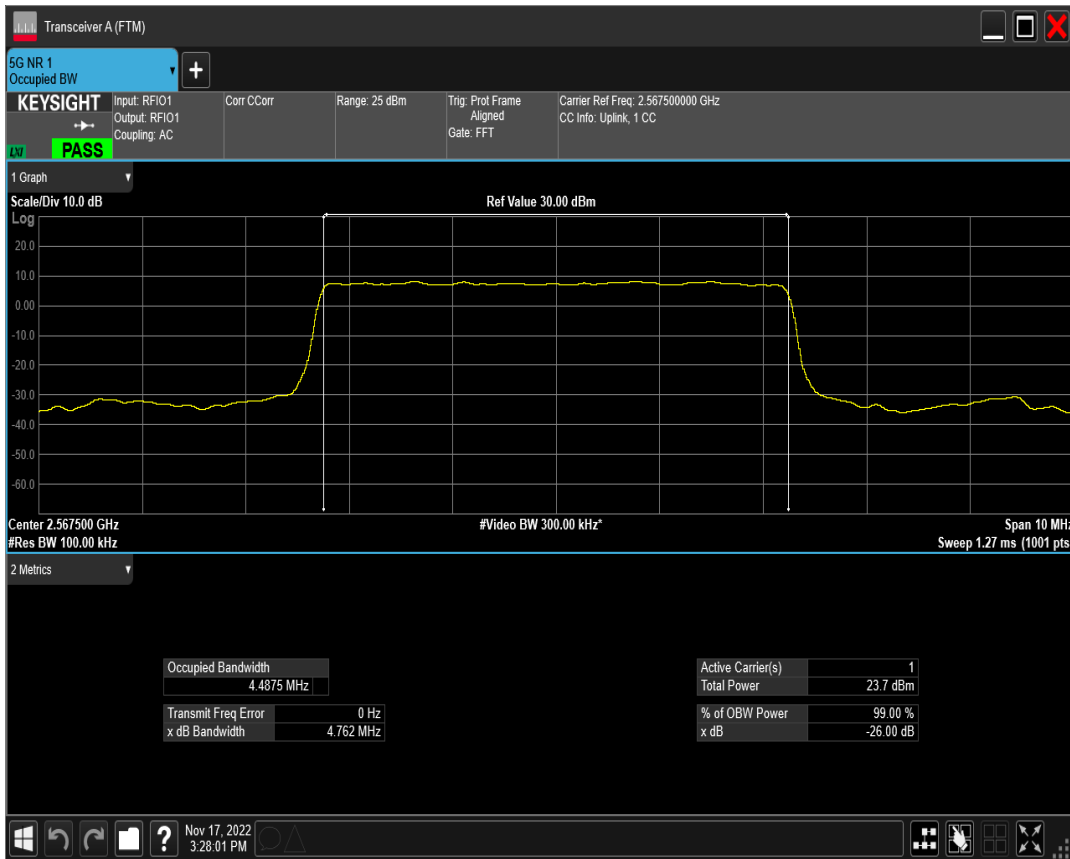 Transceiver A (FTM)
5G NR 1
Occupied BW
+
KEYSIGHT
LXI
PASS
Input: RFIO1
Output: RFIO1
Coupling: AC
Corr CCorr
Range: 25 dBm
Trig: Prot Frame
Aligned
Gate: FFT
Carrier Ref Freq: 2.567500000 GHz
CC Info: Uplink, 1 CC
1 Graph
Scale/Div 10.0 dB
Ref Value 30.00 dBm
Log
20.0
10.0
0.00
-10.0
-20.0
-30.0
-40.0
-50.0
-60.0
Center 2.567500 GHz
#Video BW 300.00 kHz*
Span 10 MHz
#Res BW 100.00 kHz
Sweep 1.27 ms (1001 pts
2 Metrics
Occupied Bandwidth
4.4875 MHz
Transmit Freq Error 0 Hz
x dB Bandwidth 4.762 MHz
Active Carrier(s) 1
Total Power 23.7 dBm
% of OBW Power 99.00 %
x dB -26.00 dB
?
Nov 17, 2022
3:28:01 PM